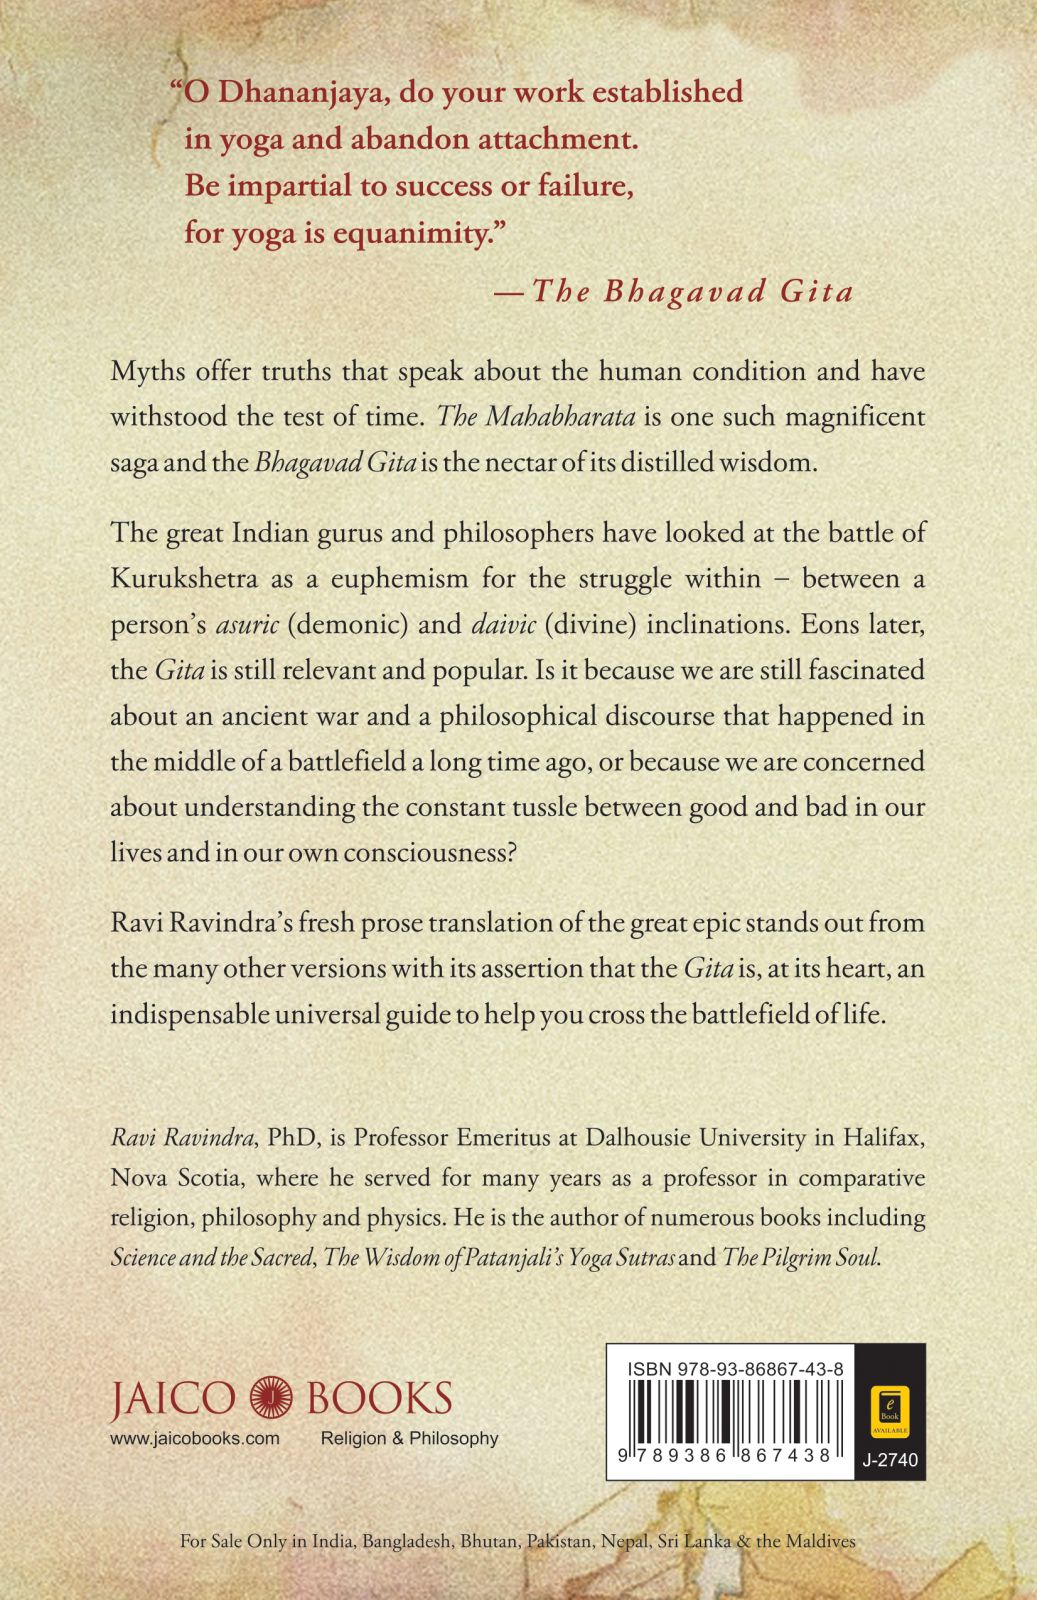 “O Dhananjaya, do your work established
in yoga and abandon attachment.
Be impartial to success or failure,
for yoga is equanimity.”
— The Bhagavad Gita
Myths offer truths that speak about the human condition and have
withstood the test of time. The Mahabharata is one such magnificent
saga and the Bhagavad Gita is the nectar of its distilled wisdom.
The great Indian gurus and philosophers have looked at the battle of
Kurukshetra as a euphemism for the struggle within – between a
person’s asuric (demonic) and daivic (divine) inclinations. Eons later,
the Gita is still relevant and popular. Is it because we are still fascinated
about an ancient war and a philosophical discourse that happened in
the middle of a battlefield a long time ago, or because we are concerned
about understanding the constant tussle between good and bad in our
lives and in our own consciousness?
Ravi Ravindra’s fresh prose translation of the great epic stands out from
the many other versions with its assertion that the Gita is, at its heart, an
indispensable universal guide to help you cross the battlefield of life.
Ravi Ravindra, PhD, is Professor Emeritus at Dalhousie University in Halifax,
Nova Scotia, where he served for many years as a professor in comparative
religion, philosophy and physics. He is the author of numerous books including
Science and the Sacred, The Wisdom of Patanjali’s Yoga Sutras and The Pilgrim Soul.
JAICO J BOOKS
www.jaicobooks.com Religion & Philosophy
ISBN 978-93-86867-43-8
9 789386 867438
e
Book
AVAILABLE
J-2740
For Sale Only in India, Bangladesh, Bhutan, Pakistan, Nepal, Sri Lanka & the Maldives